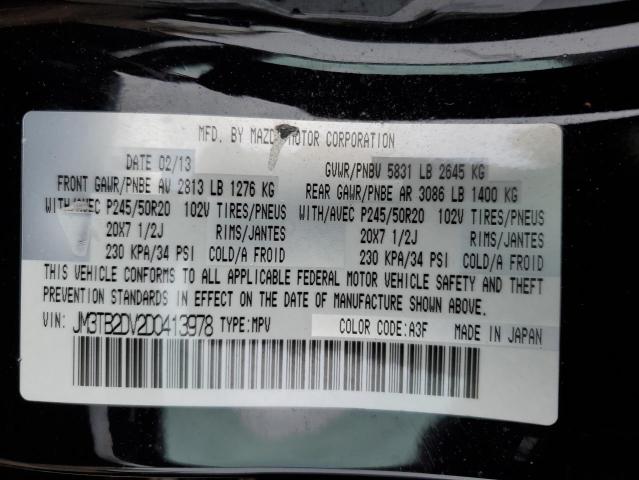 MFD. BY MAZDA MOTOR CORPORATION
DATE 02/13 GVWR/PNBV 5831 LB 2645 KG
FRONT GAWR/PNBE AV 2813 LB 1276 KG REAR GAWR/PNBE AR 3086 LB 1400 KG
WITH/AVEC P245/50R20 102V TIRES/PNEUS WITH/AVEC P245/50R20 102V TIRES/PNEUS
20X7 1/2J RIMS/JANTES 20X7 1/2J RIMS/JANTES
230 KPA/34 PSI COLD/A FROID 230 KPA/34 PSI COLD/A FROID
THIS VEHICLE CONFORMS TO ALL APPLICABLE FEDERAL MOTOR VEHICLE SAFETY AND THEFT
PREVENTION STANDARDS IN EFFECT ON THE DATE OF MANUFACTURE SHOWN ABOVE.
VIN: JM3TB2DV2D0413978 TYPE:MPV COLOR CODE:A3F MADE IN JAPAN